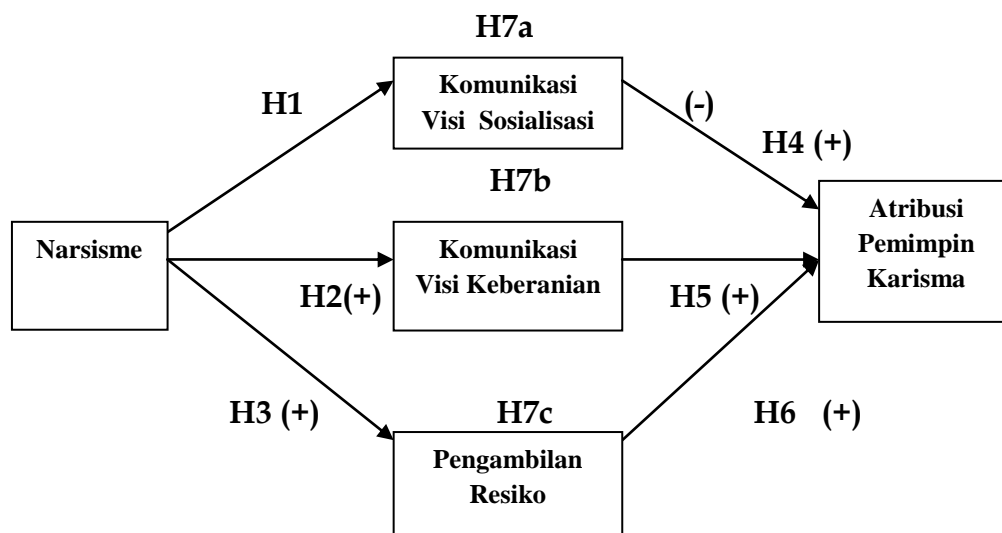 H7a
Komunikasi
Visi Sosialisasi
H1
(-)
H4 (+)
H7b
Narsisme
Komunikasi
Visi Keberanian
Atribusi
Pemimpin
Karisma
H2(+)
H5 (+)
H3 (+)
H7c
H6 (+)
Pengambilan
Resiko